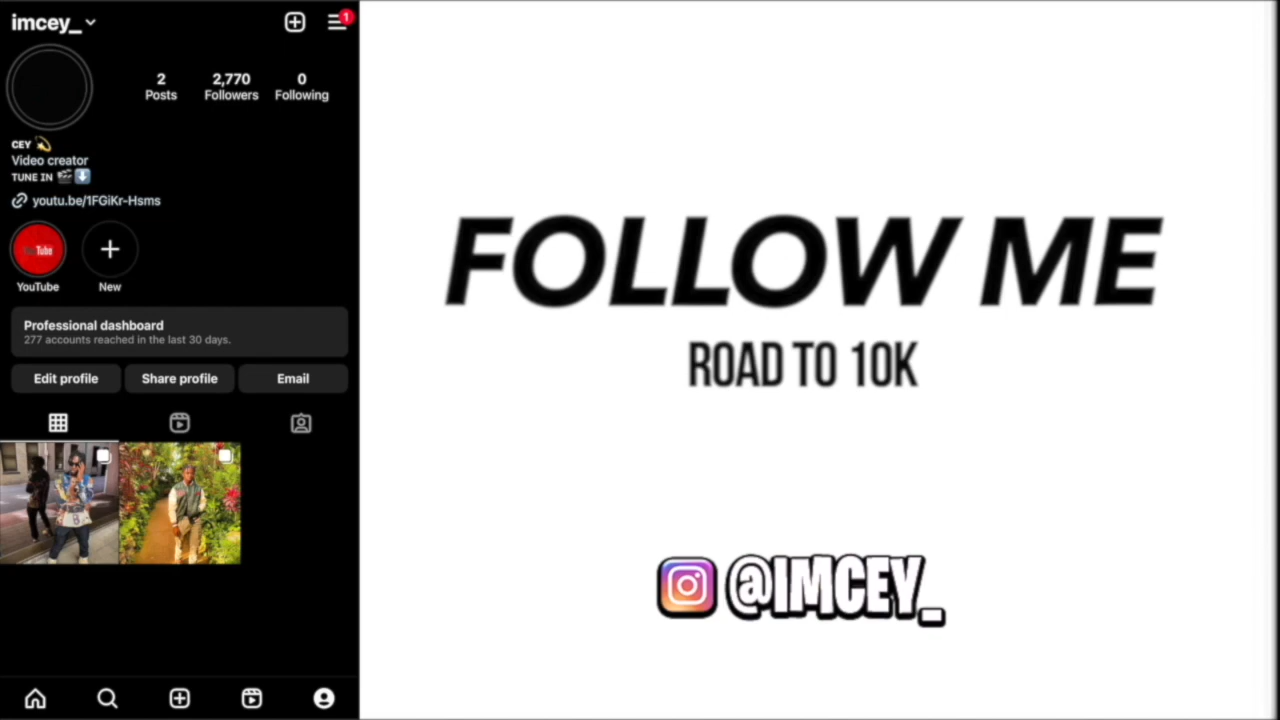 imcey_
1
2
2,770
0
Posts
Followers
Following
CEY
Video creator
TUNE IN
youtu.be/1FGiKr-Hsms
YouTube
YouTube
New
Professional dashboard
277 accounts reached in the last 30 days.
Edit profile
Share profile
Email
FOLLOW ME
ROAD TO 10K
@IMCEY_